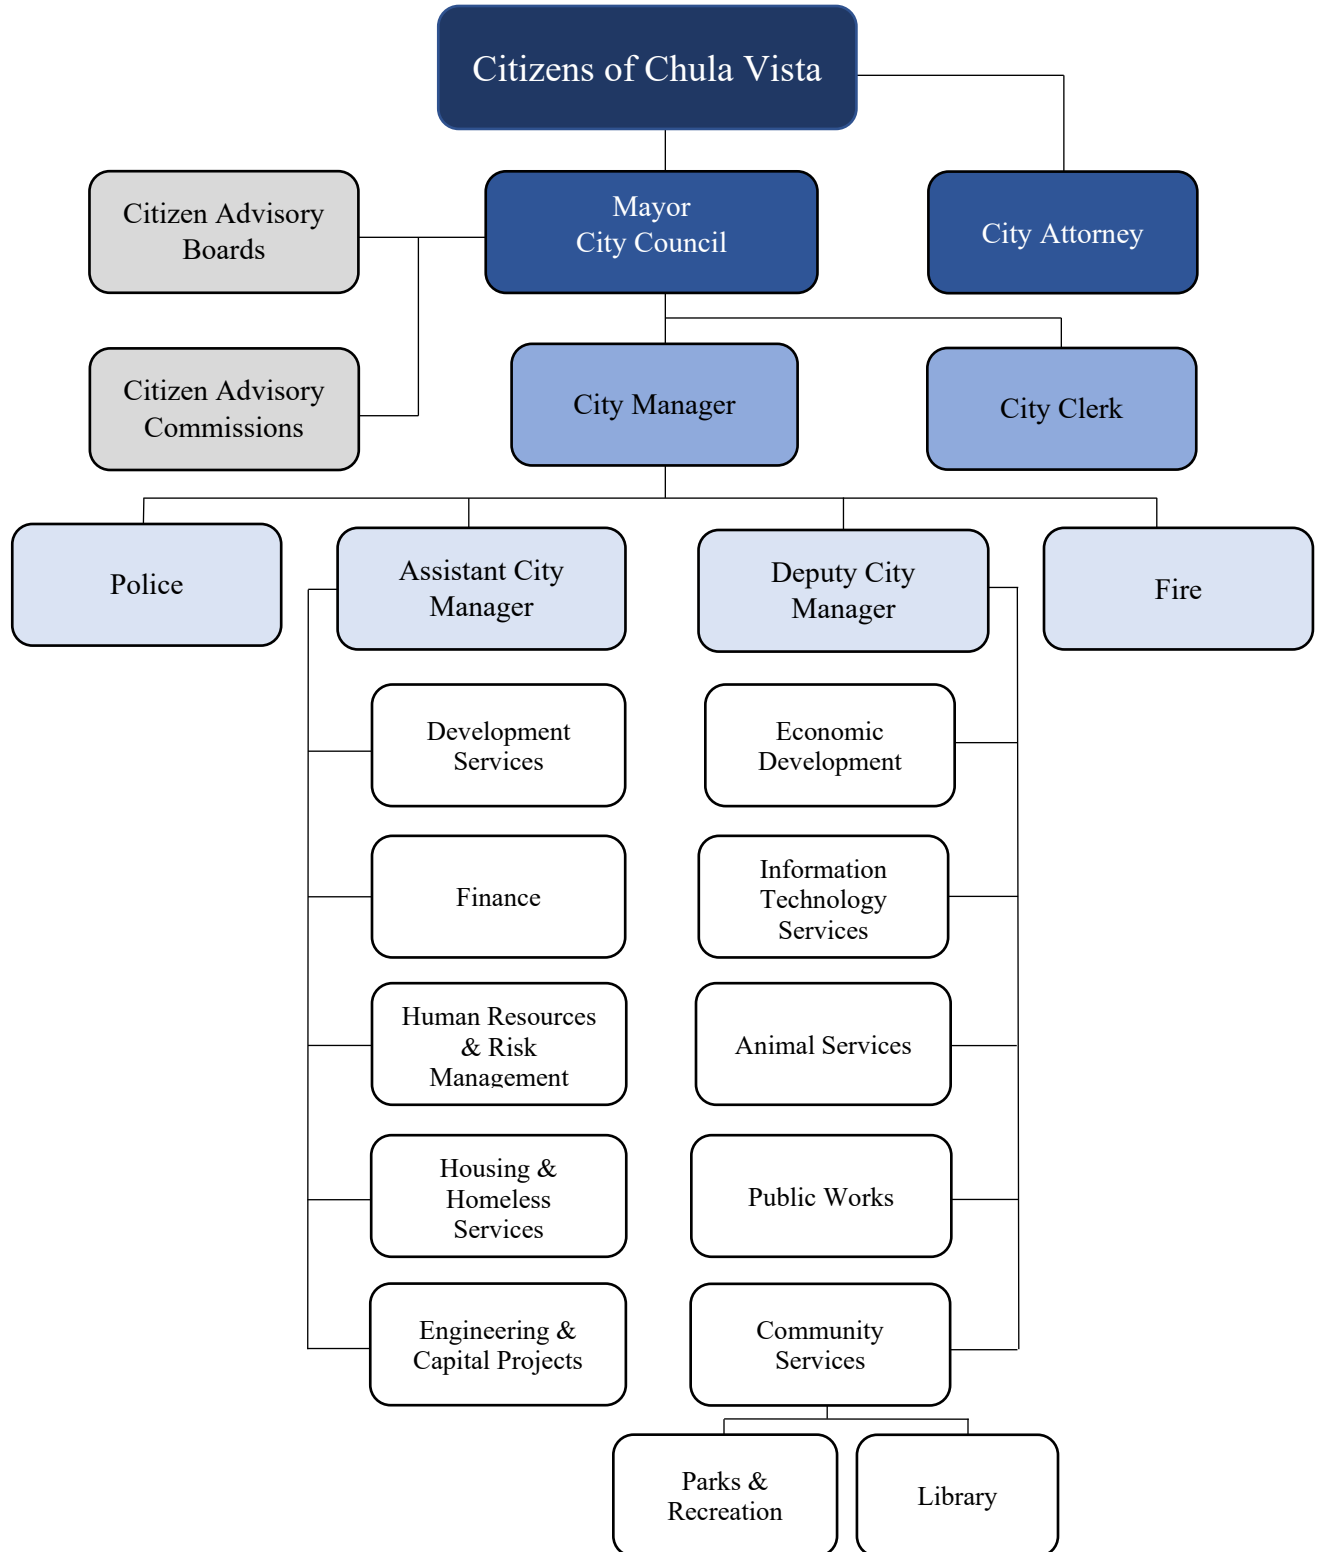 Citizens of Chula Vista
Citizen Advisory
Boards
Mayor
City Council
City Attorney
Citizen Advisory
Commissions
City Manager
City Clerk
Police
Assistant City
Manager
Deputy City
Manager
Fire
Development
Services
Economic
Development
Finance
Information
Technology
Services
Human Resources
& Risk
Management
Animal Services
Housing &
Homeless
Services
Public Works
Engineering &
Capital Projects
Community
Services
Parks &
Recreation
Library